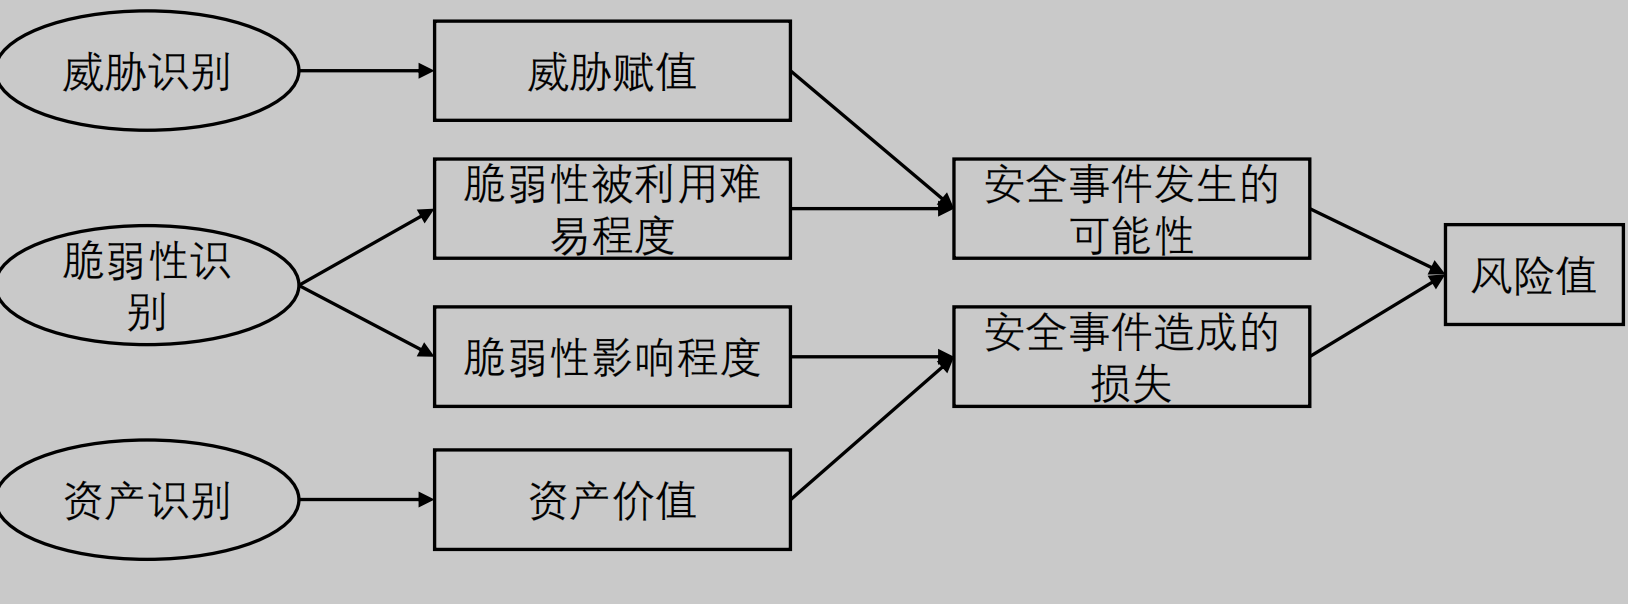 威胁识别
威胁赋值
脆弱性被利用难
易程度
安全事件发生的
可能性
脆弱性识
别
风险值
脆弱性影响程度
安全事件造成的
损失
资产识别
资产价值